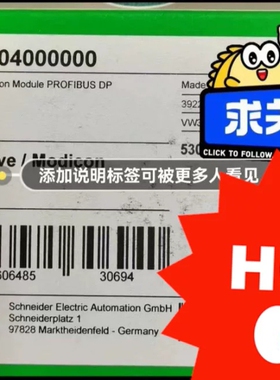 04000000
on Module PROFIBUS DP
Made
3922
VW3
530
ve / Modicon
添加说明标签可被更多人看见
求关
CLICK TO FOLLOW
606485
30694
Schneider Electric Automation GmbH
Schneiderplatz 1
97828 Marktheidenfeld - Germany
H